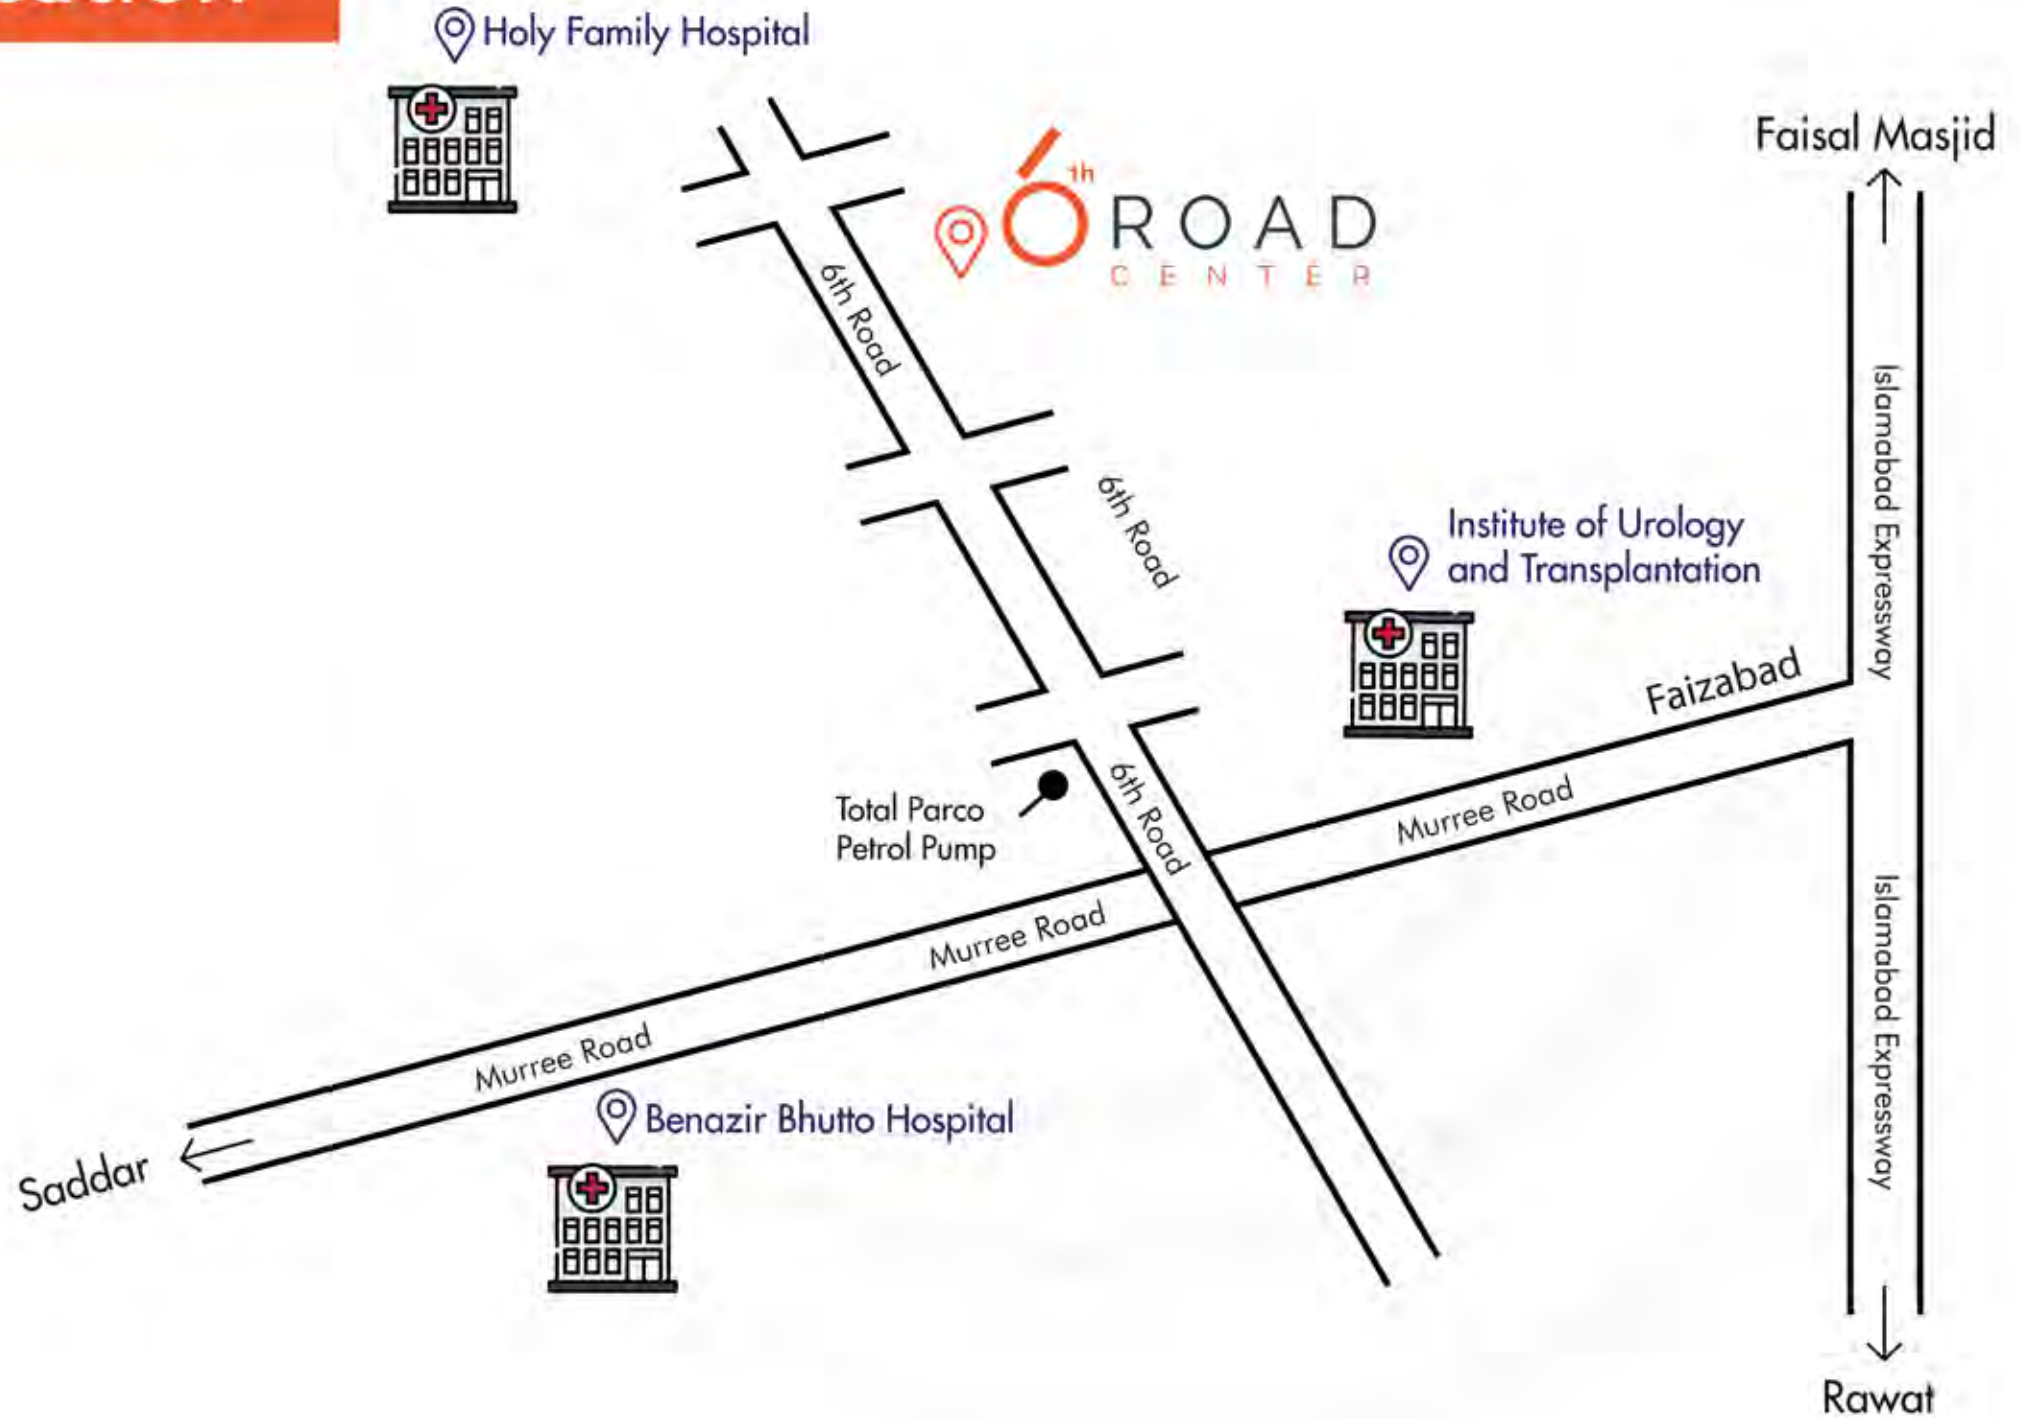 Holy Family Hospital
Faisal Masjid
6th ROAD
CENTER
6th Road
Islamabad Expressway
6th Road
Institute of Urology
and Transplantation
Faizabad
6th Road
Murree Road
Total Parco
Petrol Pump
Murree Road
Islamabad Expressway
Murree Road
Benazir Bhutto Hospital
Saddar
Rawat